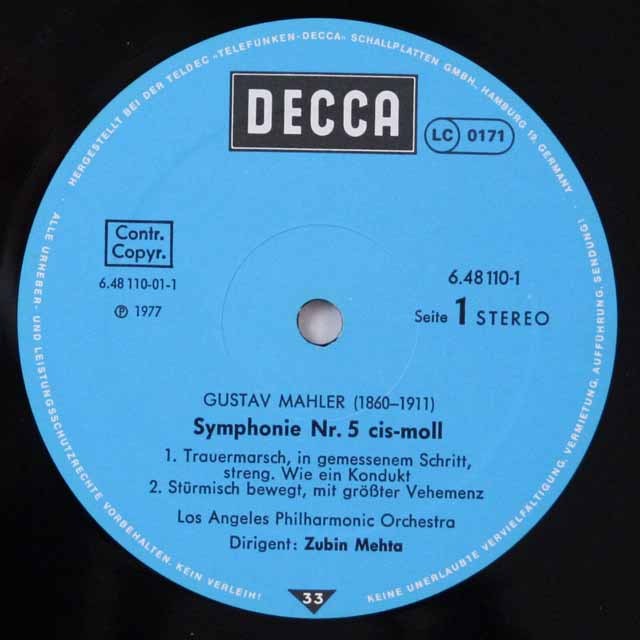 HERGESTELLT BEI DER TELDEC »TELEFUNKEN-DECCA« SCHALLPLATTEN GMBH, HAMBURG 19, GERMANY
DECCA
LC 0171
Contr.
Copyr.
6.48 110-01-1
℗ 1977
6.48 110-1
Seite 1 STEREO
GUSTAV MAHLER (1860–1911)
Symphonie Nr. 5 cis-moll
1. Trauermarsch, in gemessenem Schritt,
streng. Wie ein Kondukt
2. Stürmisch bewegt, mit größter Vehemenz
Los Angeles Philharmonic Orchestra
Dirigent: Zubin Mehta
33
ALLE URHEBER- UND LEISTUNGSSCHUTZRECHTE VORBEHALTEN. KEIN VERLEIH!
KEINE UNERLAUBTE VERVIELFALTIGUNG, VERMIETUNG, AUFFÜHRUNG, SENDUNG!